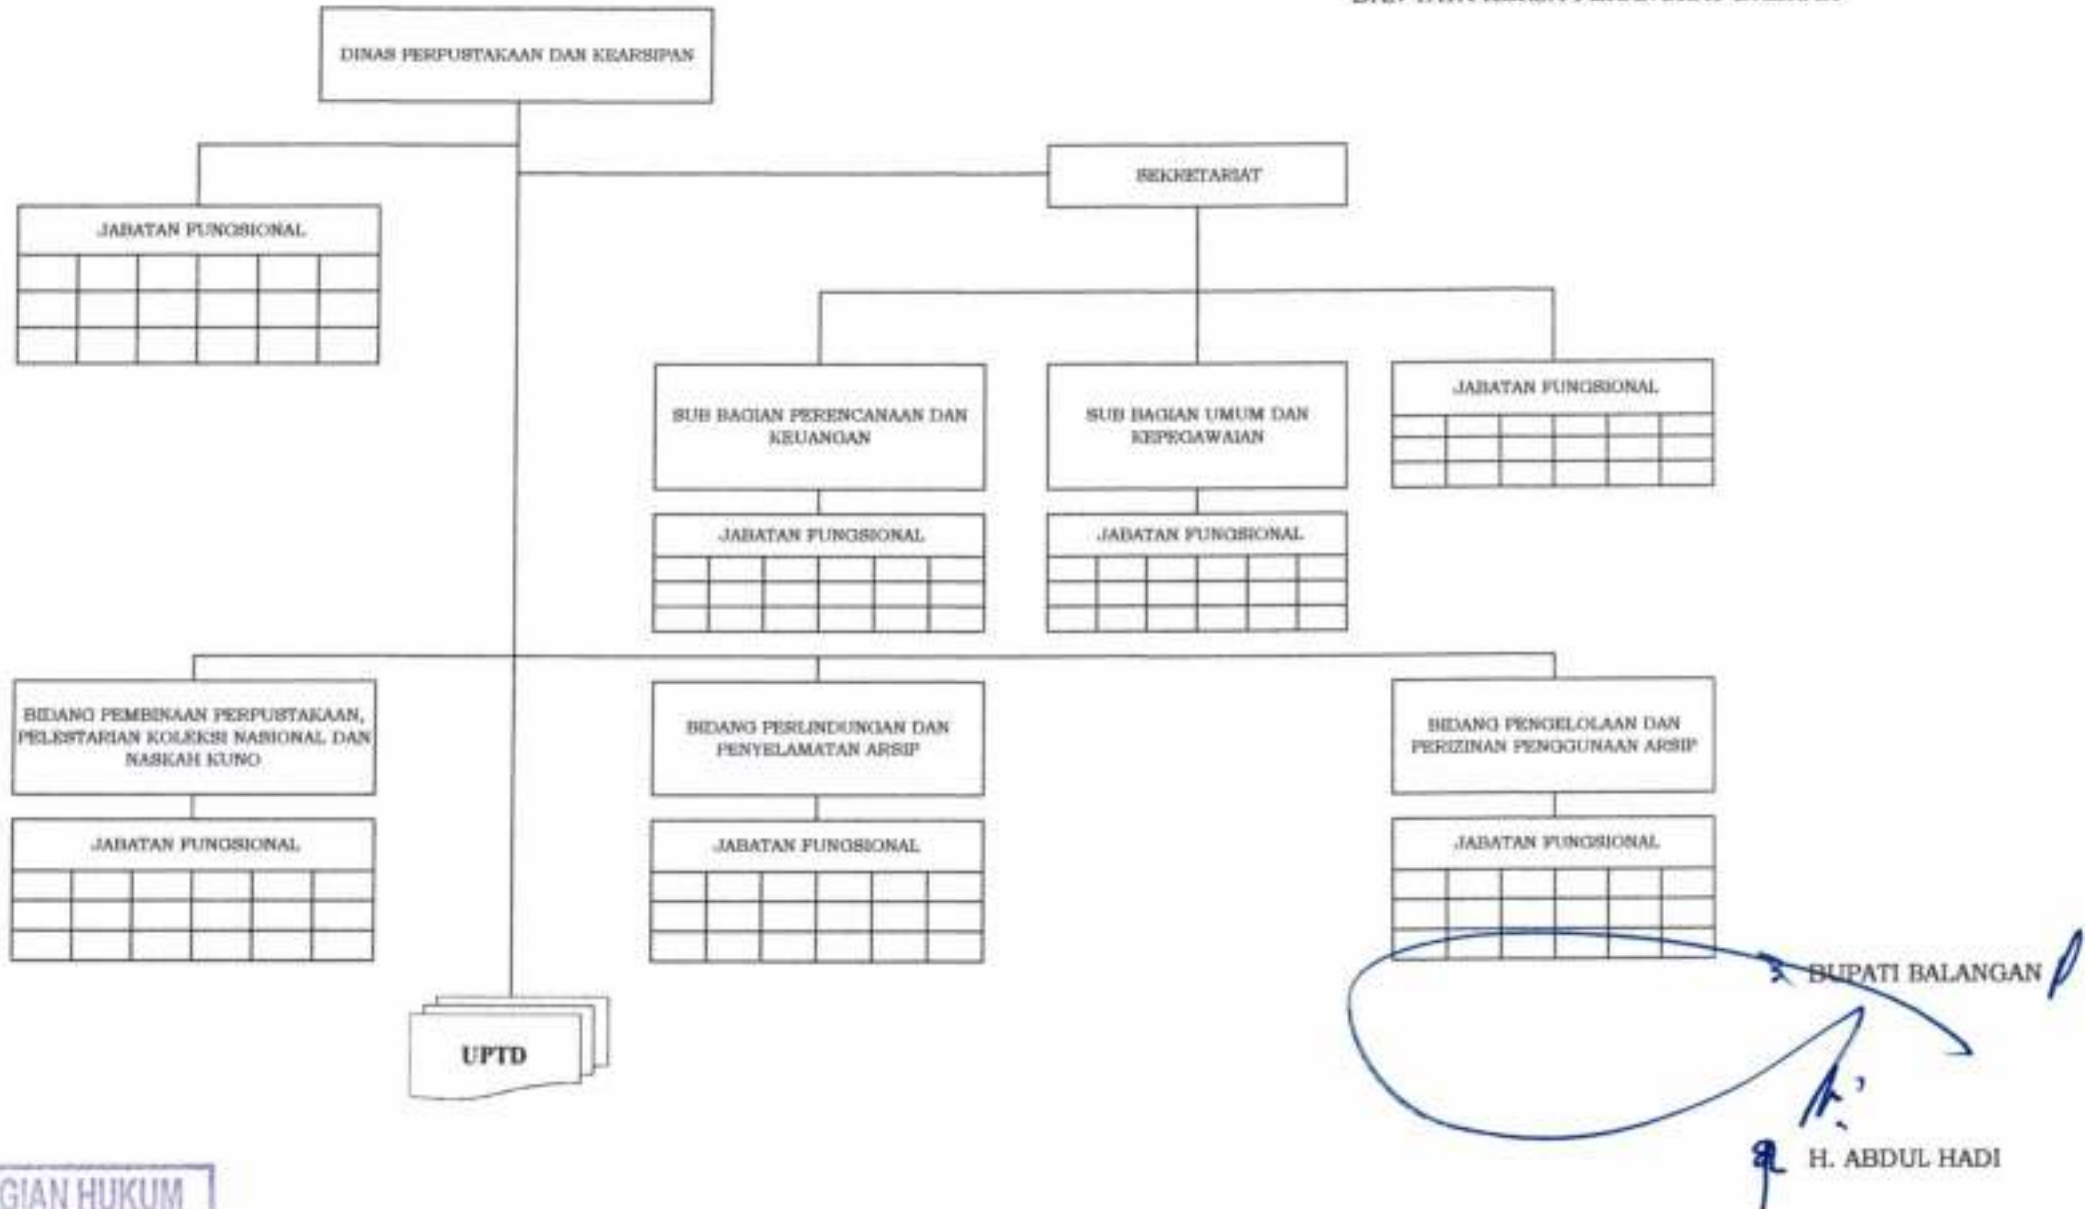 DINAS PERPUSTAKAAN DAN KEARSIPAN
SEKRETARIAT
JABATAN FUNGSIONAL
SUB BAGIAN PERENCANAAN DAN
KEUANGAN
SUB BAGIAN UMUM DAN
KEPEGAWAIAN
JABATAN FUNGSIONAL
JABATAN FUNGSIONAL
JABATAN FUNGSIONAL
BIDANG PEMBINAAN PERPUSTAKAAN,
PELESTARIAN KOLEKSI NASIONAL DAN
NASKAH KUNO
BIDANG PERLINDUNGAN DAN
PENYELAMATAN ARSIP
BIDANG PENGELOLAAN DAN
PERIZINAN PENGGUNAAN ARSIP
JABATAN FUNGSIONAL
JABATAN FUNGSIONAL
JABATAN FUNGSIONAL
UPTD
BUPATI BALANGAN
H. ABDUL HADI
GIAN HUKUM